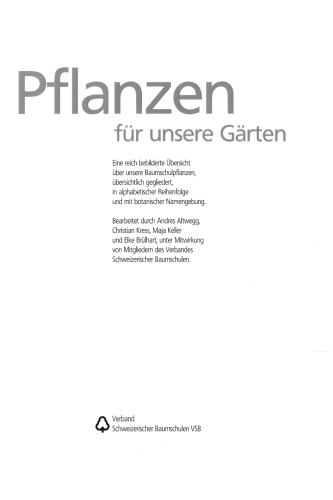 Pflanzen
für unsere Gärten
Eine reich bebilderte Übersicht
über unsere Baumschulpflanzen,
übersichtlich gegliedert,
in alphabetischer Reihenfolge
und mit botanischer Namengebung.
Bearbeitet durch Andres Altwegg,
Christian Kress, Maja Keller
und Elke Brülhart, unter Mitwirkung
von Mitgliedern des Verbandes
Schweizerischer Baumschulen.
Verband
Schweizerischer Baumschulen VSB